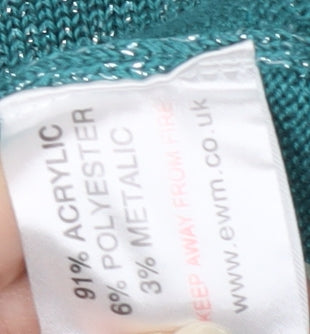 91% ACRYLIC
6% POLYESTER
3% METALIC
KEEP AWAY FROM FIRE
www.ewm.co.uk